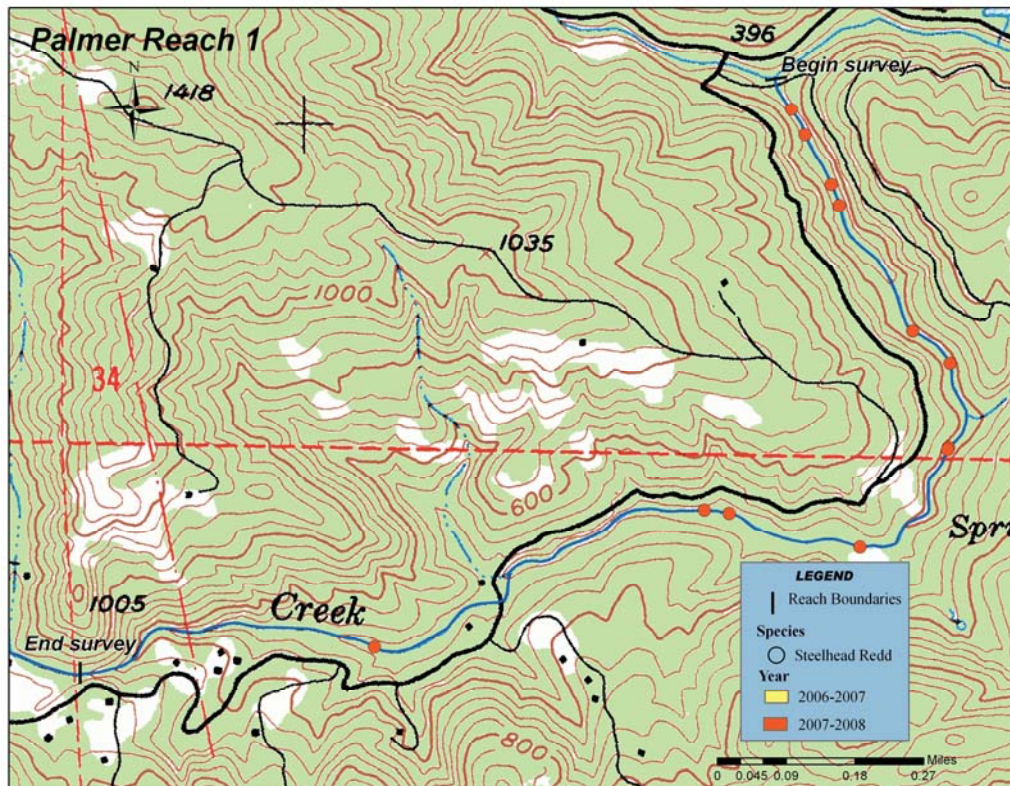 Palmer Reach 1
N
1418
396
Begin survey
1035
1000
34
600
Spri
1005
Creek
End survey
800
LEGEND
Reach Boundaries
Species
Steelhead Redd
Year
2006-2007
2007-2008
Miles
0 0.045 0.09 0.18 0.27